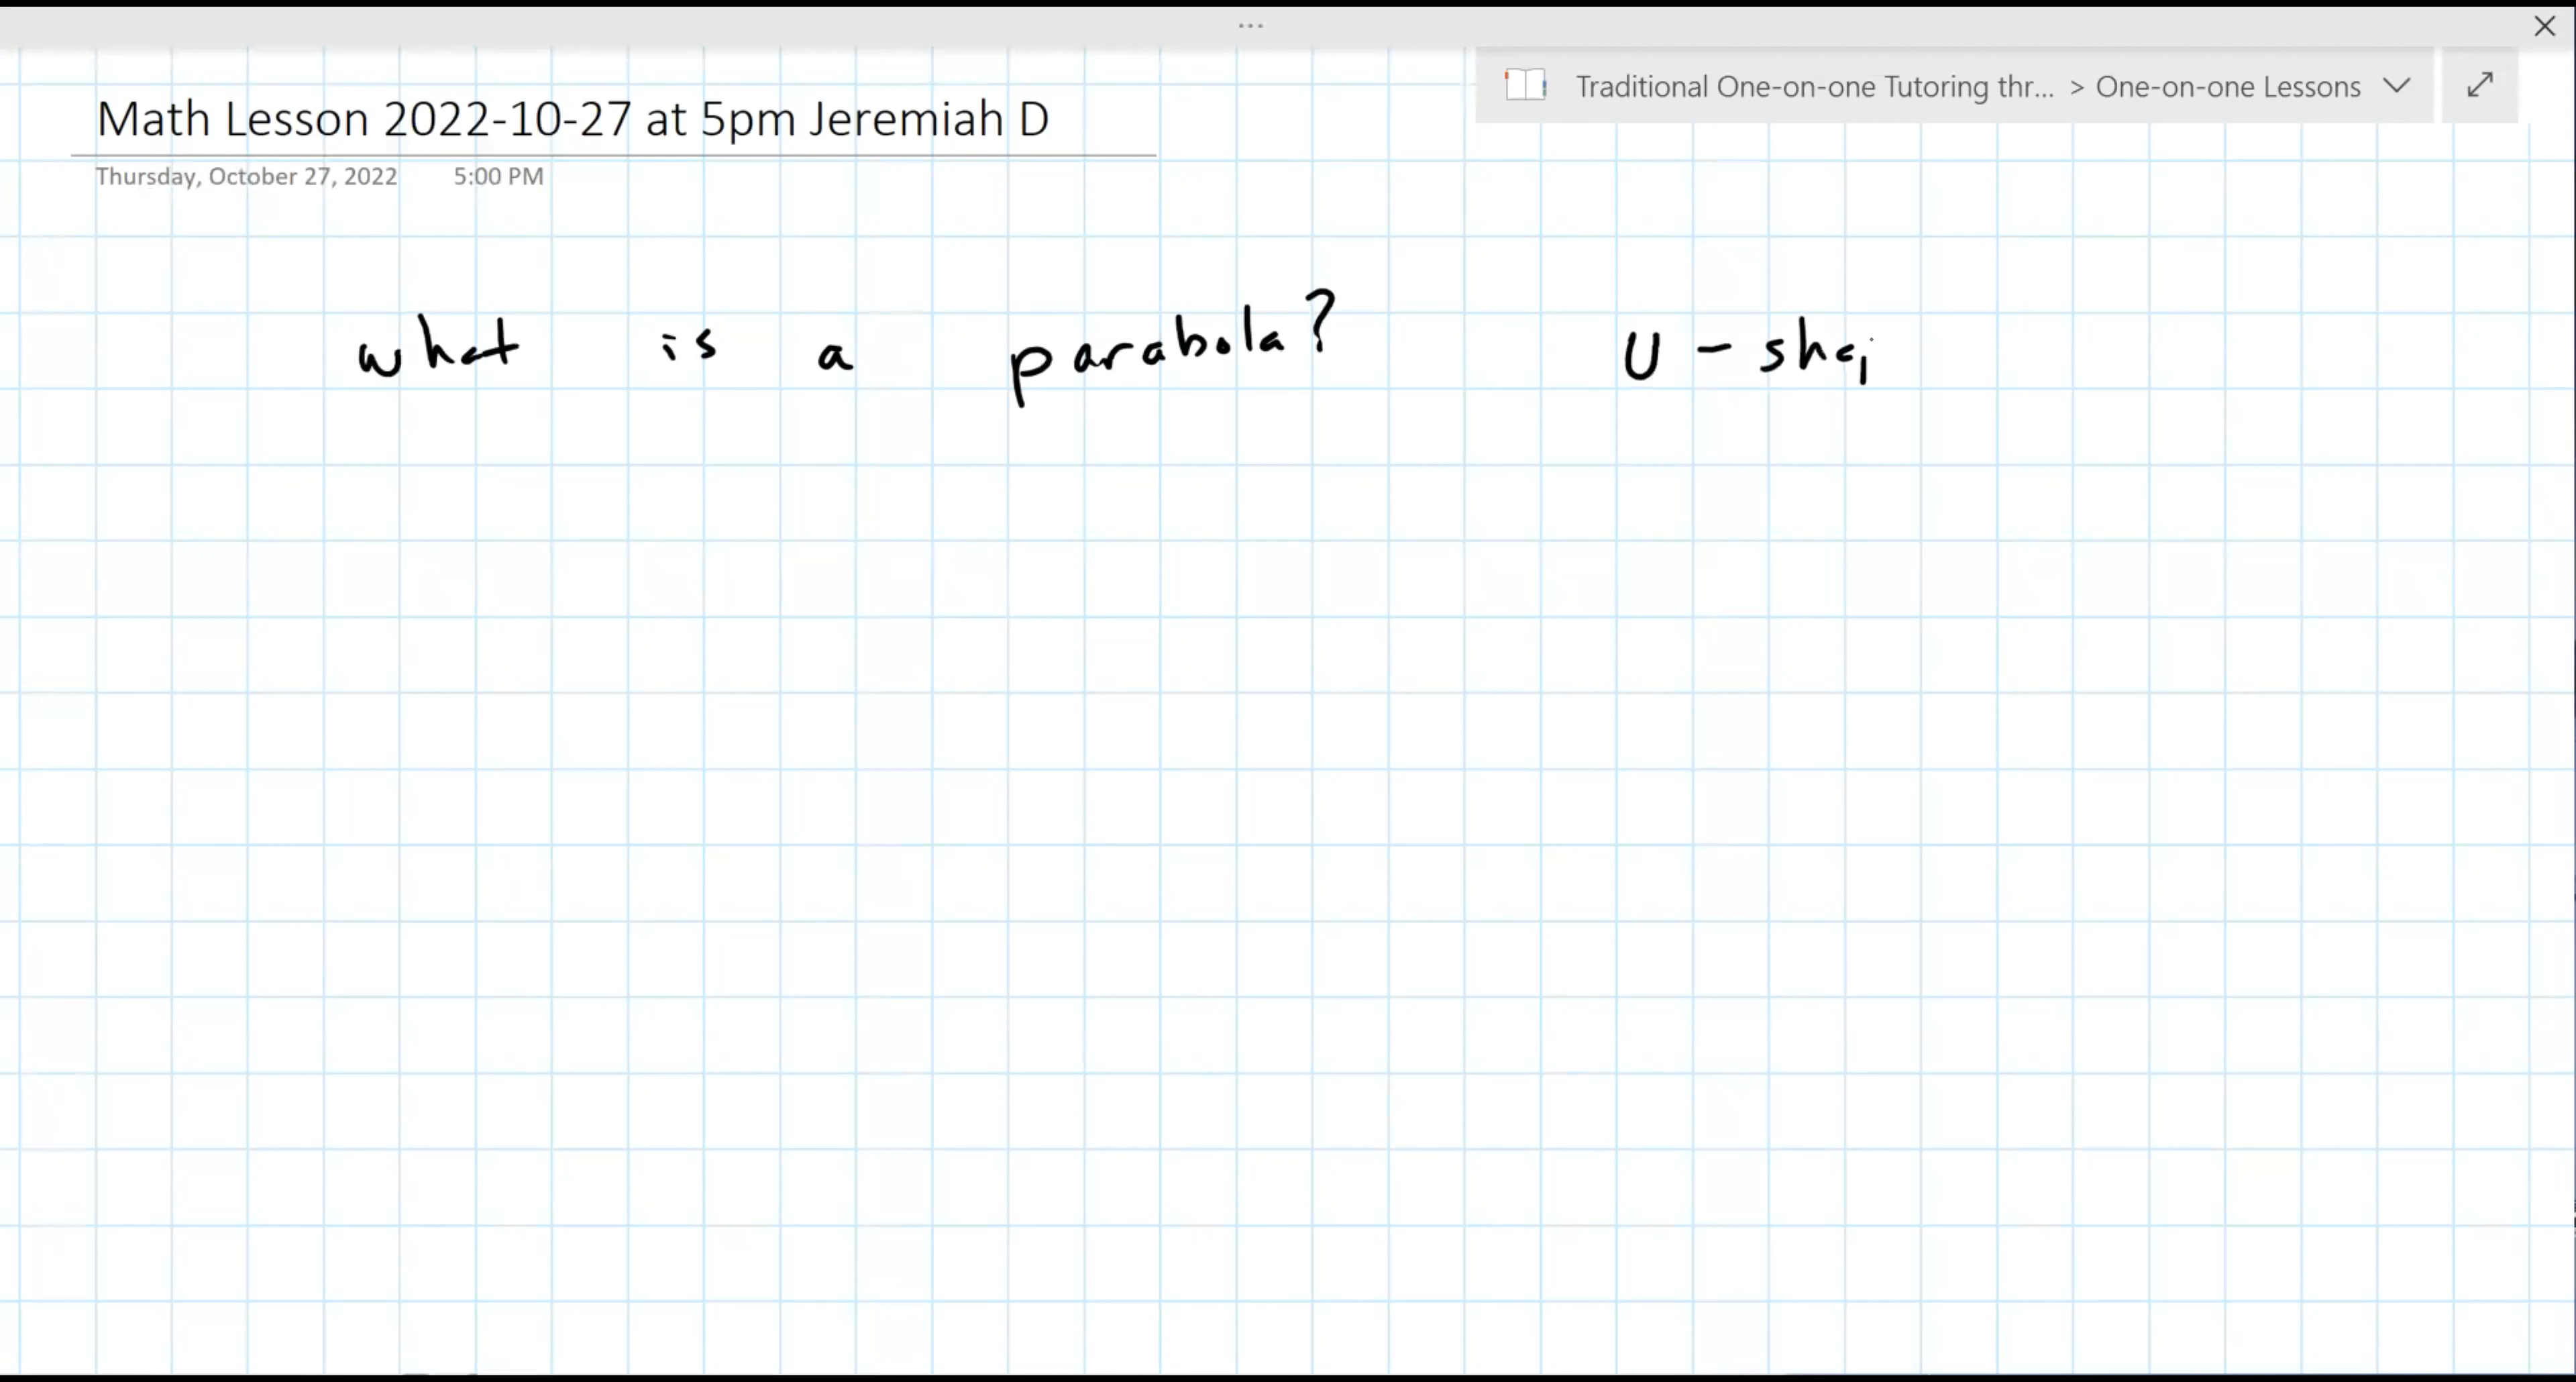 Traditional One-on-one Tutoring thr... > One-on-one Lessons
Math Lesson 2022-10-27 at 5pm Jeremiah D
Thursday, October 27, 2022 5:00 PM
what is a parabola? U-sha